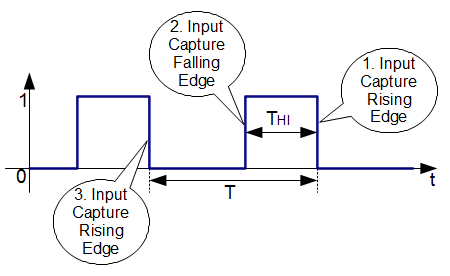 2. Input
Capture
Falling
Edge
1. Input
Capture
Rising
Edge
1
THI
0
t
T
3. Input
Capture
Rising
Edge